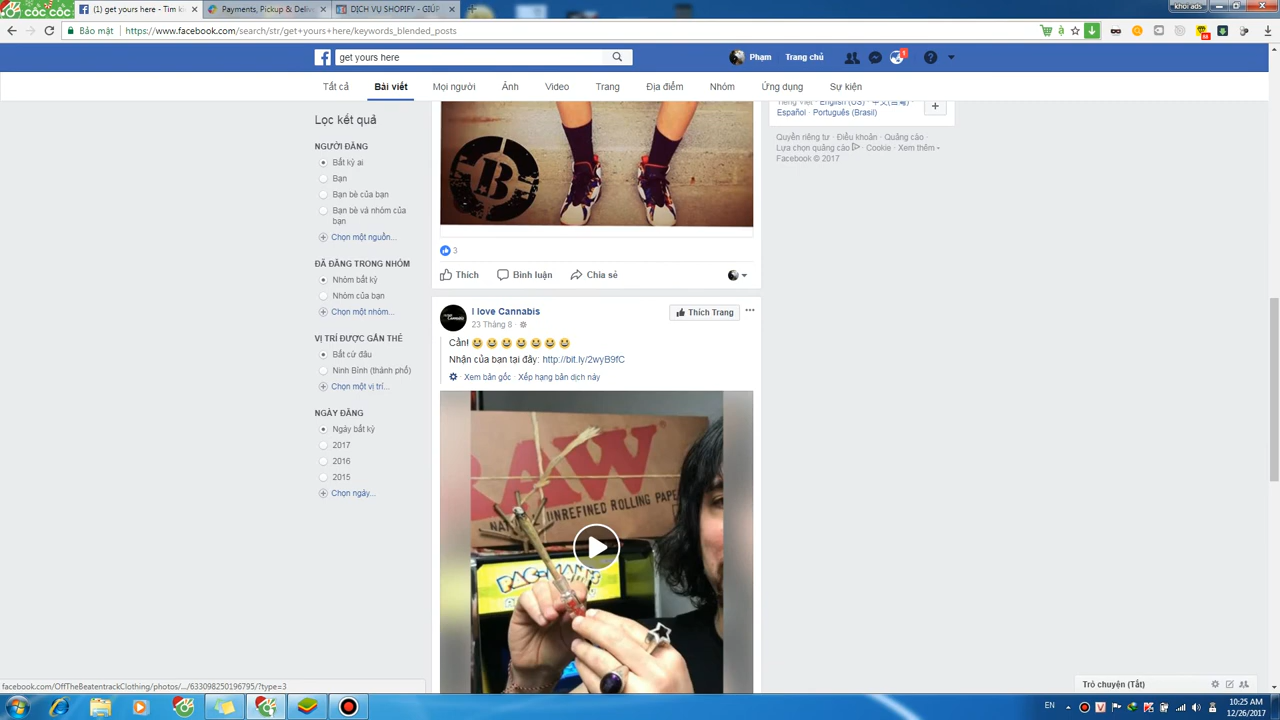 CỐC CỐC
(1) get yours here - Tìm k
Payments, Pickup & Deliv
DỊCH VỤ SHOPIFY - GIÚP
khoi ads
Bảo mật
https://www.facebook.com/search/str/get+yours+here/keywords_blended_posts
get yours here
Phạm
Trang chủ
1
Tất cả
Bài viết
Mọi người
Ảnh
Video
Trang
Địa điểm
Nhóm
Ứng dụng
Sự kiện
Lọc kết quả
NGƯỜI ĐĂNG
Bất kỳ ai
Bạn
Bạn bè của bạn
Bạn bè và nhóm của
bạn
Chọn một nguồn...
ĐÃ ĐĂNG TRONG NHÓM
Nhóm bất kỳ
Nhóm của bạn
Chọn một nhóm...
VỊ TRÍ ĐƯỢC GẮN THẺ
Bất cứ đâu
Ninh Bình (thành phố)
Chọn một vị trí...
NGÀY ĐĂNG
Ngày bất kỳ
2017
2016
2015
Chọn ngày...
B
3
Thích
Bình luận
Chia sẻ
I love Cannabis
Thích Trang
23 Tháng 8 ·
Cần! 😀 😀 😀 😀 😀 😀 😀
Nhận của bạn tại đây: http://bit.ly/2wyB9fC
Xem bản gốc · Xếp hạng bản dịch này
RAW
UNREFINED ROLLING PAPE
PAC-MAN
Tiếng Việt · English (US) ·
Español · Português (Brasil)
Quyền riêng tư · Điều khoản · Quảng cáo ·
Lựa chọn quảng cáo · Cookie · Xem thêm
Facebook © 2017
facebook.com/OffTheBeatentrackClothing/photos/.../633098250196795/?type=3
Trò chuyện (Tắt)
EN
10:25 AM
12/26/2017